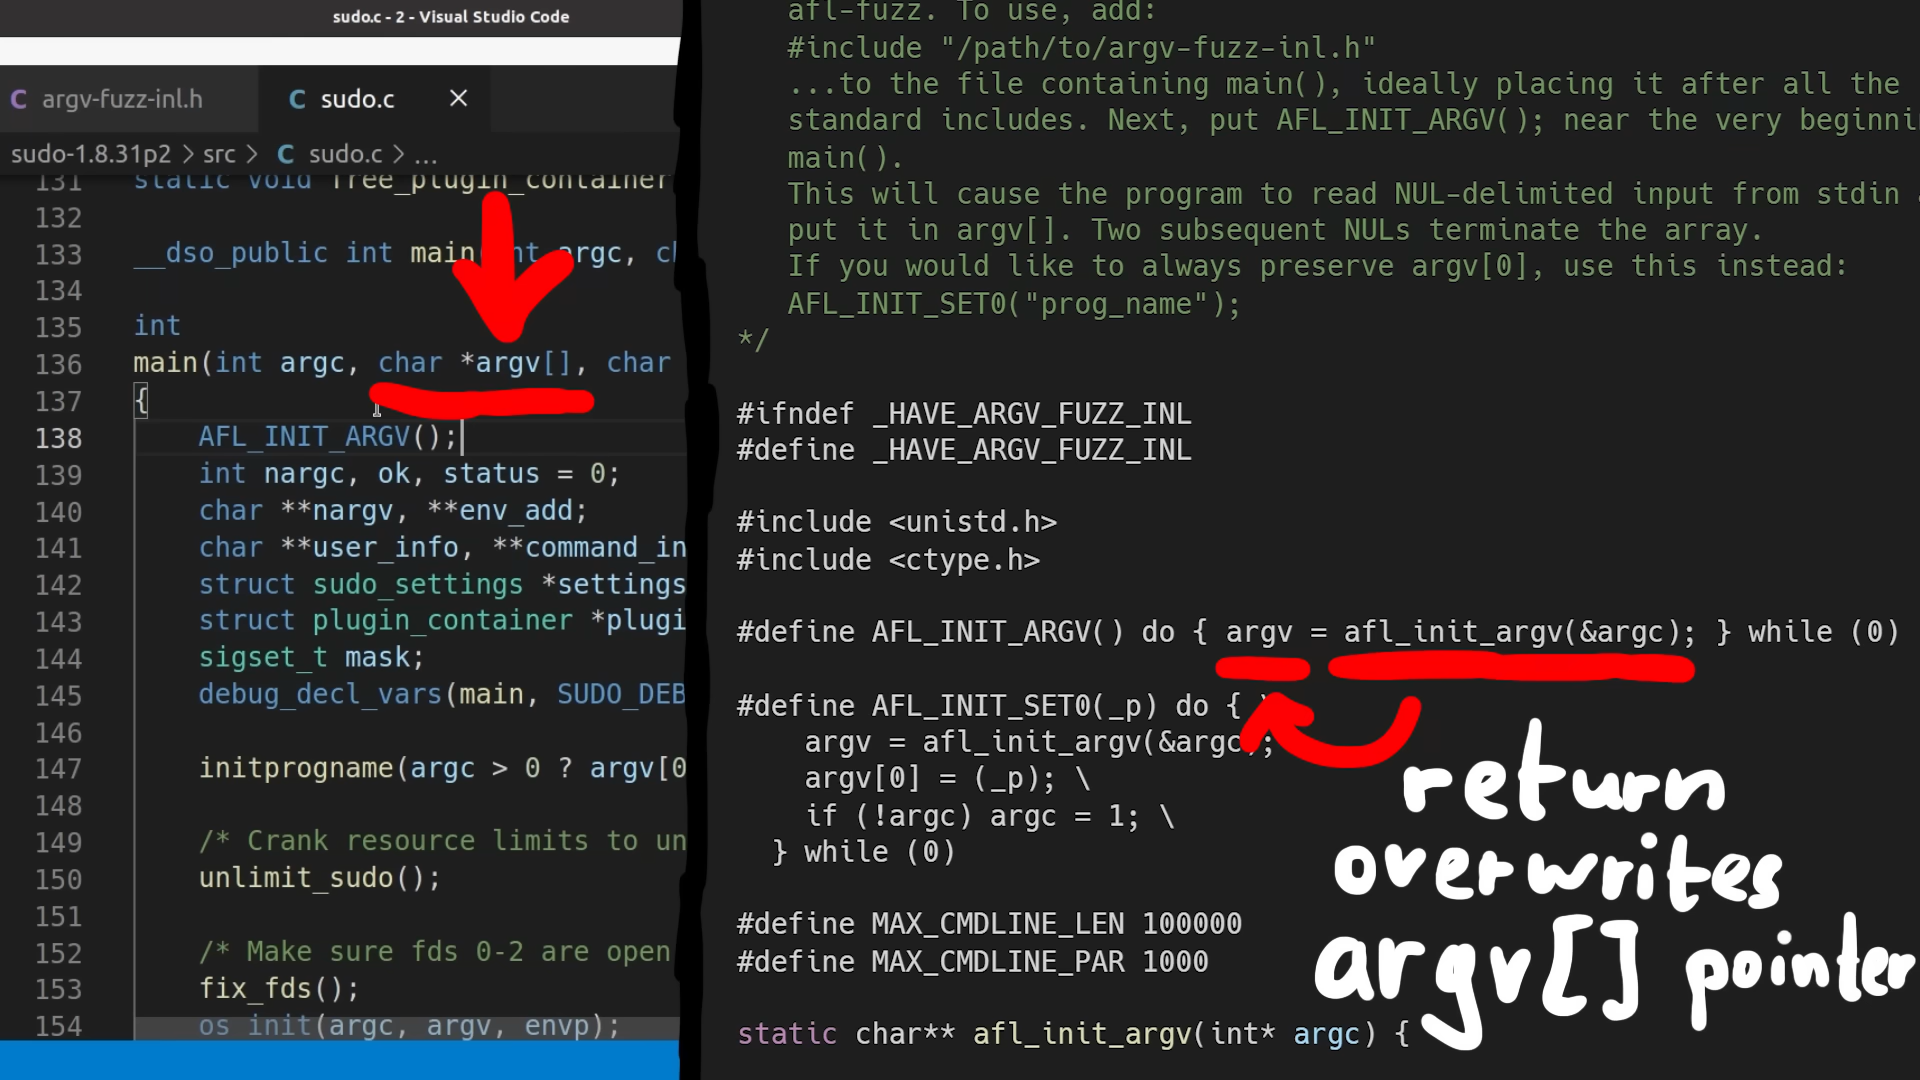 sudo.c - 2 - Visual Studio Code
argv-fuzz-inl.h
sudo.c
sudo-1.8.31p2 > src > C sudo.c > ...
131 static void free_plugin_container
132
133 __dso_public int main(int argc,
134
135 int
136 main(int argc, char *argv[], char
137 {
138 AFL_INIT_ARGV();
139 int nargc, ok, status = 0;
140 char **nargv, **env_add;
141 char **user_info, **command_in
142 struct sudo_settings *settings
143 struct plugin_container *plugi
144 sigset_t mask;
145 debug_decl_vars(main, SUDO_DEB
146
147 initprogname(argc > 0 ? argv[0
148
149 /* Crank resource limits to un
150 unlimit_sudo();
151
152 /* Make sure fds 0-2 are open
153 fix_fds();
154 os_init(argc, argv, envp);
afl-fuzz. To use, add:
#include "/path/to/argv-fuzz-inl.h"
...to the file containing main(), ideally placing it after all the
standard includes. Next, put AFL_INIT_ARGV(); near the very beginni
main().
This will cause the program to read NUL-delimited input from stdin
put it in argv[]. Two subsequent NULs terminate the array.
If you would like to always preserve argv[0], use this instead:
AFL_INIT_SET0("prog_name");
*/
#ifndef _HAVE_ARGV_FUZZ_INL
#define _HAVE_ARGV_FUZZ_INL
#include <unistd.h>
#include <ctype.h>
#define AFL_INIT_ARGV() do { argv = afl_init_argv(&argc); } while (0)
#define AFL_INIT_SET0(_p) do { \
argv = afl_init_argv(&argc);
argv[0] = (_p); \
if (!argc) argc = 1; \
} while (0)
#define MAX_CMDLINE_LEN 100000
#define MAX_CMDLINE_PAR 1000
static char** afl_init_argv(int* argc) {
return
overwrites
argv[] pointer